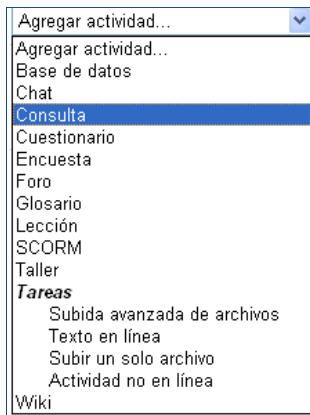 Agregar actividad...
Agregar actividad...
Base de datos
Chat
Consulta
Cuestionario
Encuesta
Foro
Glosario
Lección
SCORM
Taller
Tareas
Subida avanzada de archivos
Texto en línea
Subir un solo archivo
Actividad no en línea
Wiki